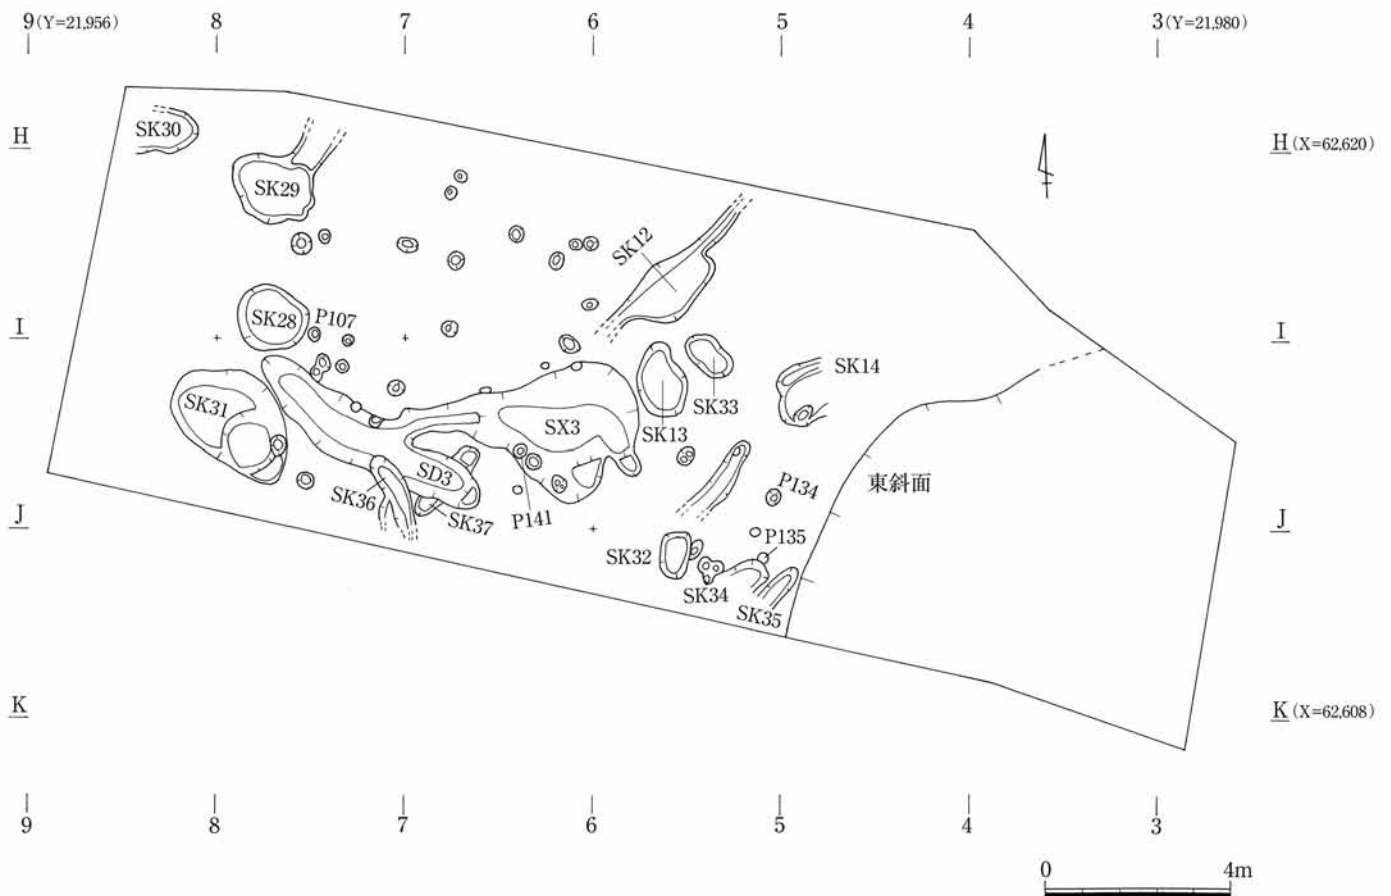 9(Y=21,956) 8 7 6 5 4 3(Y=21,980)
SK30
H H(X=62,620)
SK29
SK12
SK28 P107
I I
SK14
SK31 SK33
SX3 SK13
SD3 東斜面
SK36 P134
SK37 P141
J J
P135
SK32
SK34
SK35
K K(X=62,608)
9 8 7 6 5 4 3
0 4m